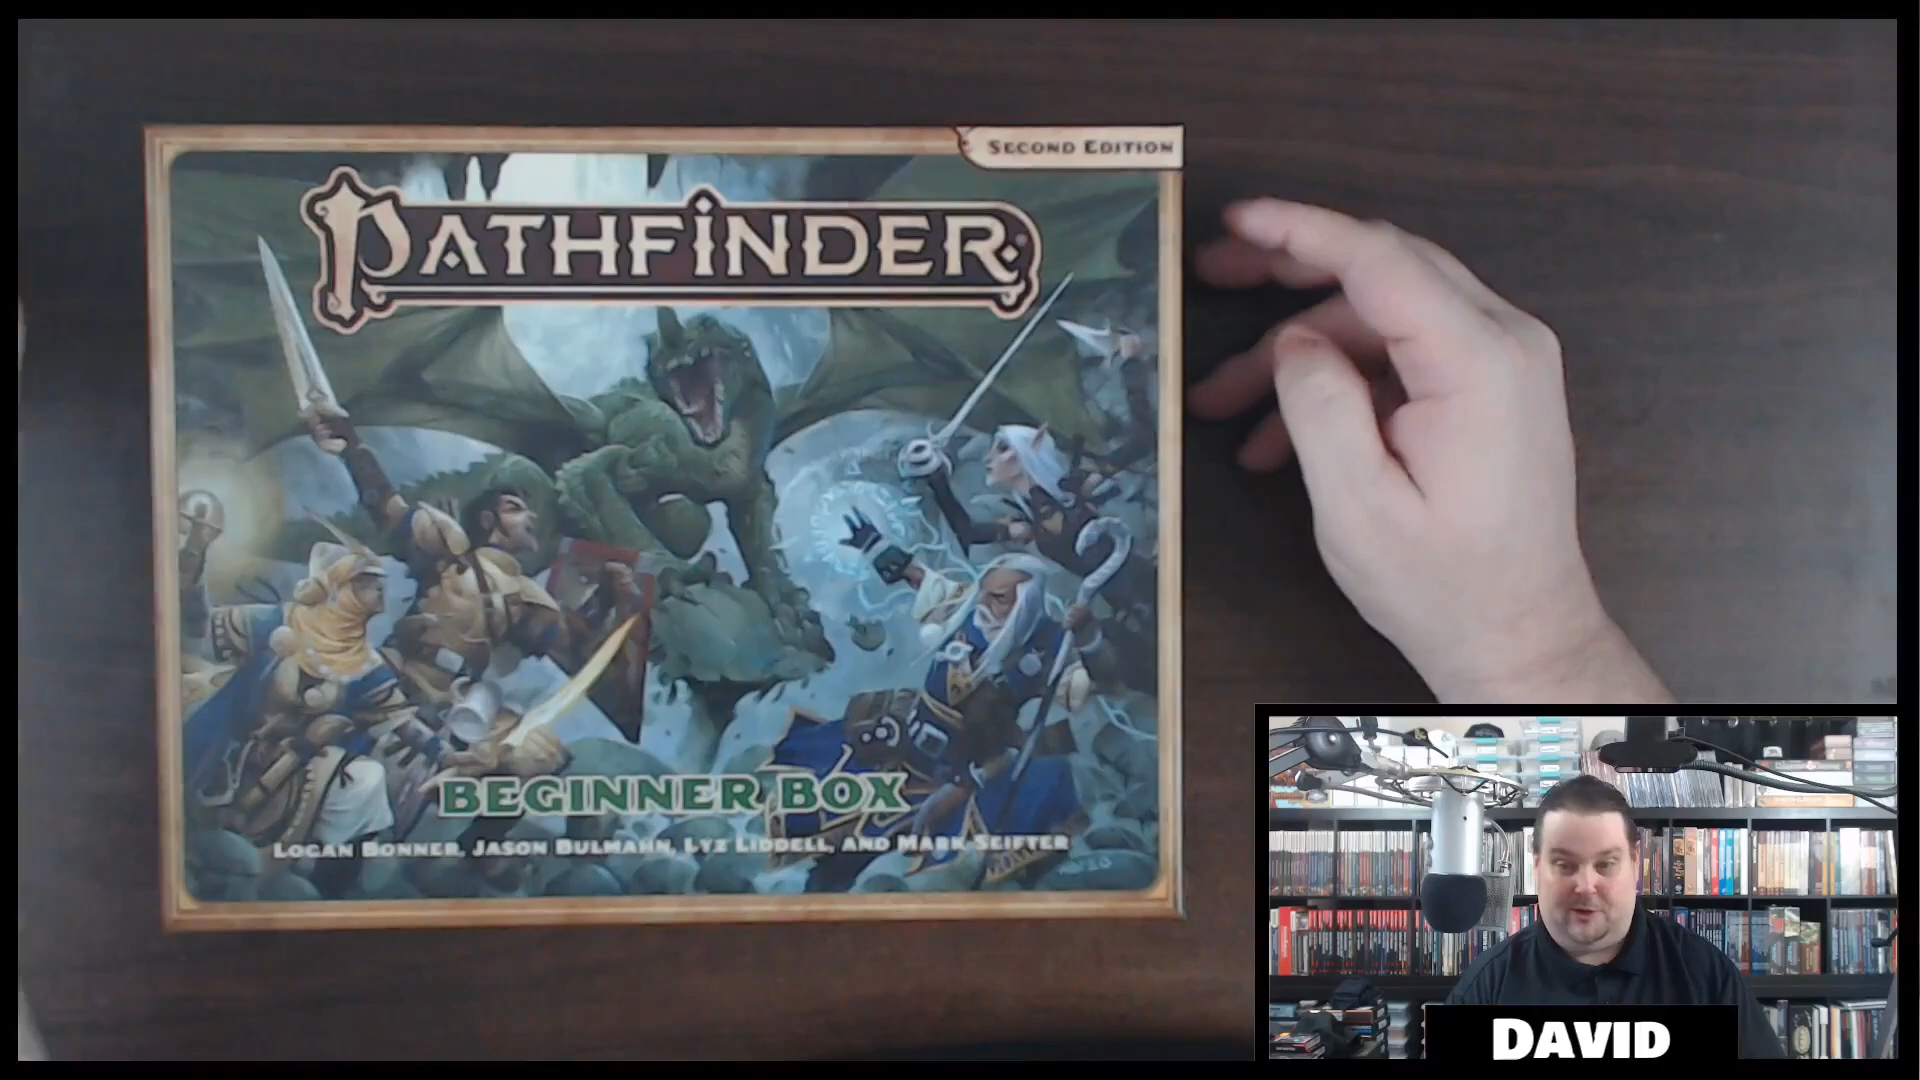 SECOND EDITION
PATHFINDER
BEGINNER BOX
LOGAN BONNER, JASON BULMAHN, LYZ LIDDELL, AND MARK SEIFTER
DAVID